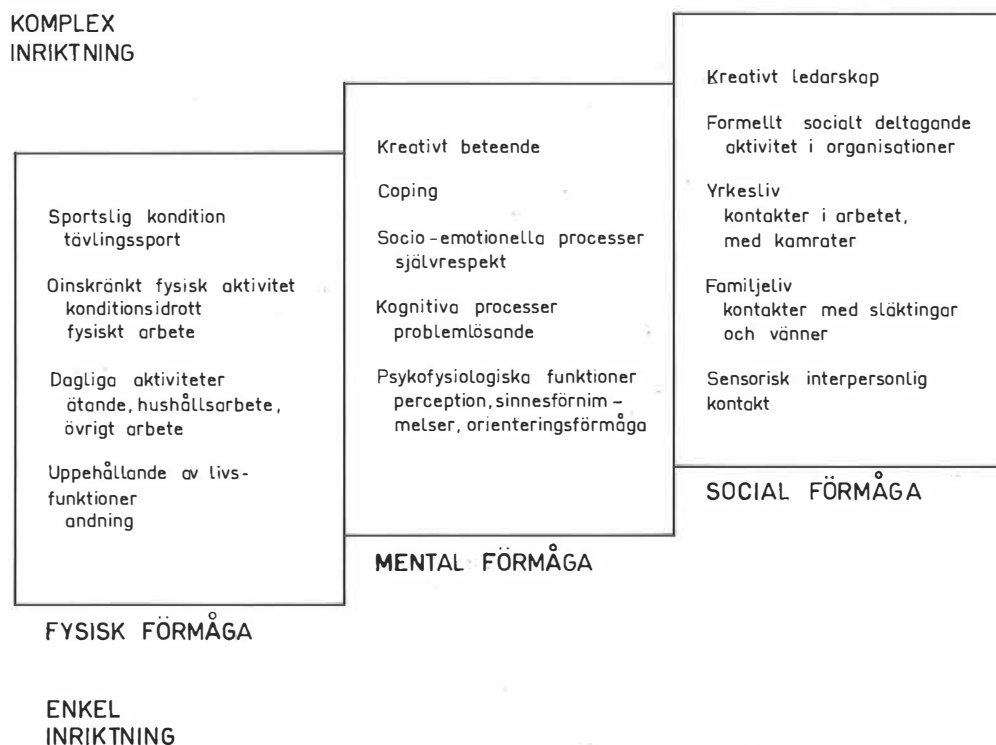 KOMPLEX
INRIKTNING
Sportslig kondition
tävlingssport
Oinskränkt fysisk aktivitet
konditionsidrott
fysiskt arbete
Dagliga aktiviteter
ätande, hushållsarbete,
övrigt arbete
Uppehållande av livs-
funktioner
andning
FYSISK FÖRMÅGA
Kreativt beteende
Coping
Socio-emotionella processer
självrespekt
Kognitiva processer
problemlösande
Psykofysiologiska funktioner
perception, sinnesförnim-
melser, orienteringsförmåga
MENTAL FÖRMÅGA
Kreativt ledarskap
Formellt socialt deltagande
aktivitet i organisationer
Yrkesliv
kontakter i arbetet,
med kamrater
Familjeliv
kontakter med släktingar
och vänner
Sensorisk interpersonlig
kontakt
SOCIAL FÖRMÅGA
ENKEL
INRIKTNING